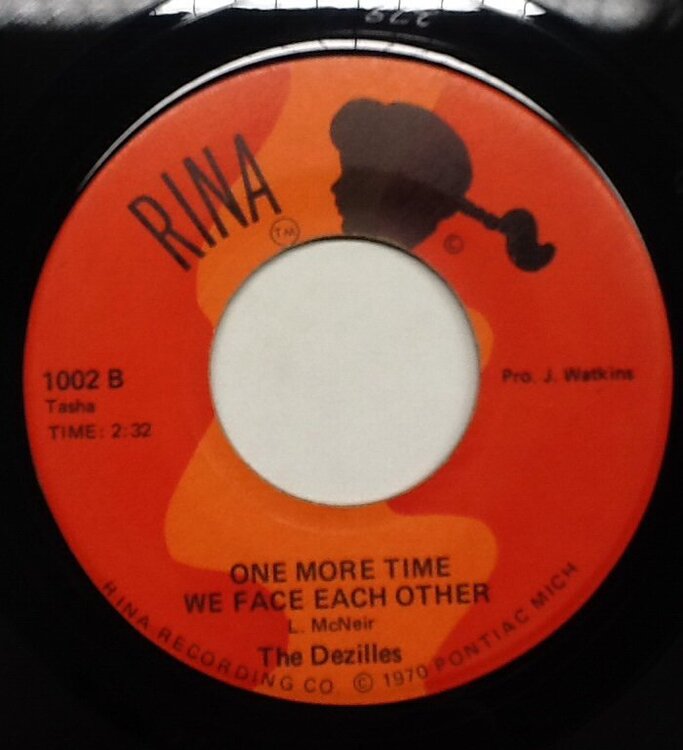 RINA
TM
©
1002 B
Tasha
TIME: 2:32
Pro. J. Watkins
ONE MORE TIME
WE FACE EACH OTHER
L. McNeir
The Dezilles
RINA RECORDING CO © 1970 PONTIAC MICH